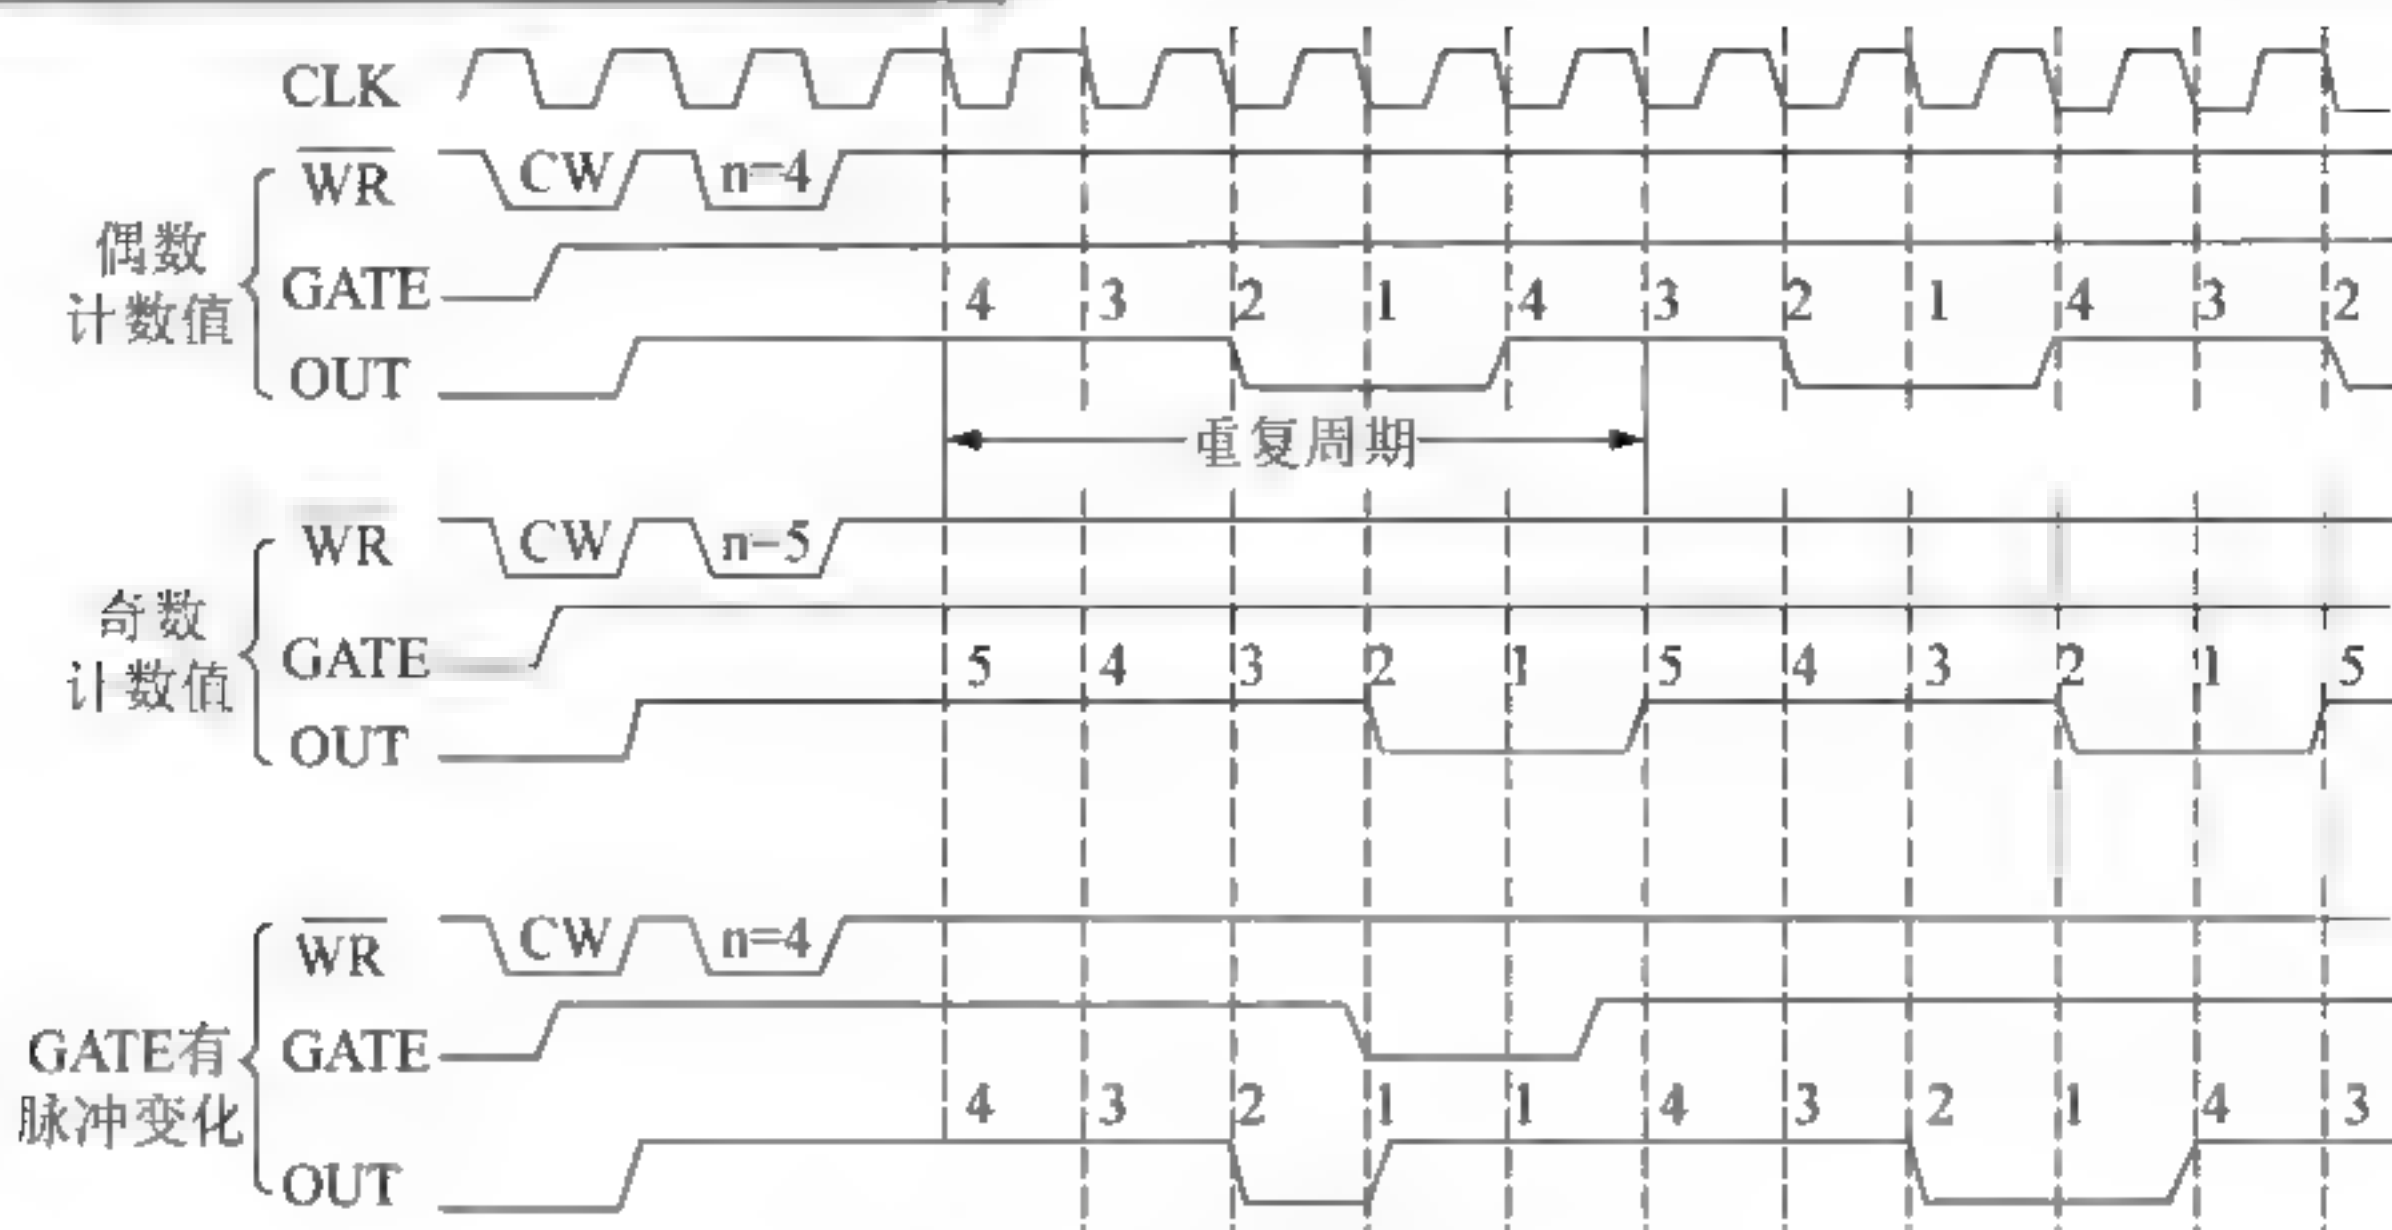 CLK
WR CW n=4
偶数
计数值
GATE
4 3 2 1 4 3 2 1 4 3 2
OUT
重复周期
WR CW n=5
奇数
计数值
GATE
5 4 3 2 1 5 4 3 2 1 5
OUT
WR CW n=4
GATE有
脉冲变化
GATE
4 3 2 1 1 4 3 2 1 4 3
OUT